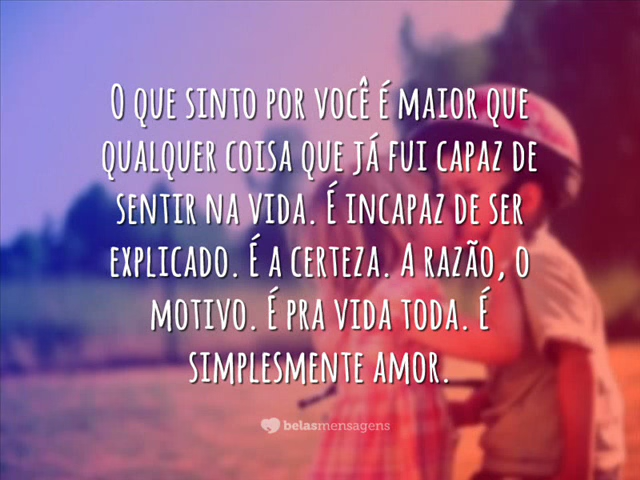 O QUE SINTO POR VOCÊ É MAIOR QUE
QUALQUER COISA QUE JÁ FUI CAPAZ DE
SENTIR NA VIDA. É INCAPAZ DE SER
EXPLICADO. É A CERTEZA. A RAZÃO, O
MOTIVO. É PRA VIDA TODA. É
SIMPLESMENTE AMOR.
belasmensagens